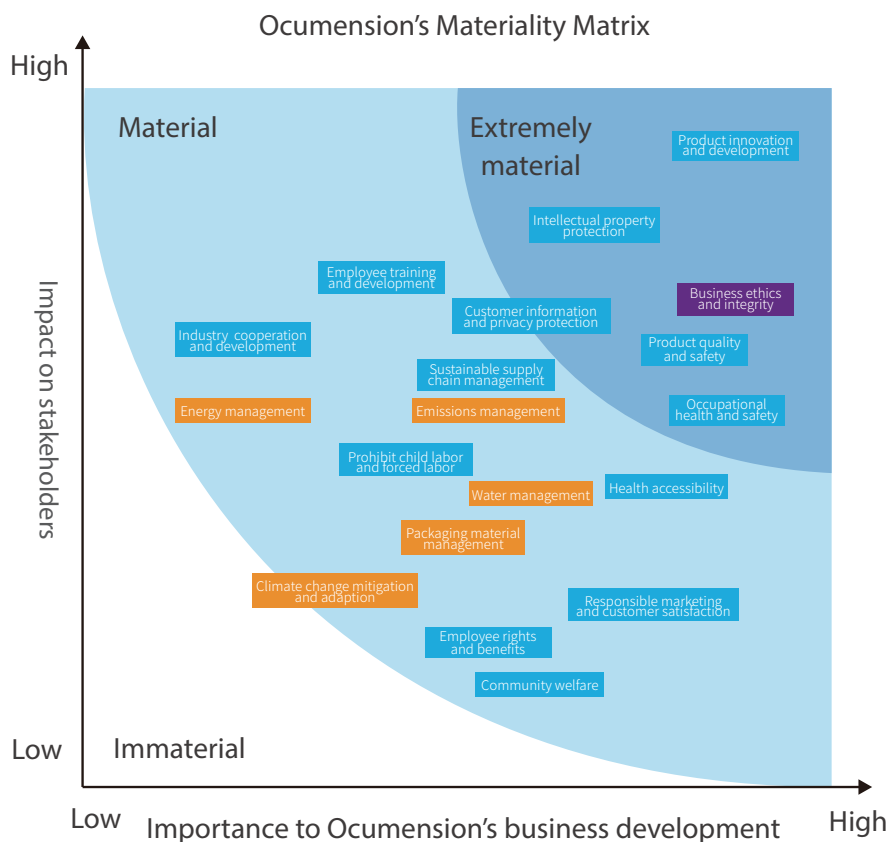 Ocumension's Materiality Matrix
High
Material
Extremely
material
Product innovation
and development
Intellectual property
protection
Employee training
and development
Business ethics
and integrity
Customer information
and privacy protection
Industry cooperation
and development
Product quality
and safety
Sustainable supply
chain management
Energy management
Emissions management
Occupational
health and safety
Prohibit child labor
and forced labor
Water management
Health accessibility
Packaging material
management
Climate change mitigation
and adaption
Responsible marketing
and customer satisfaction
Employee rights
and benefits
Community welfare
Impact on stakeholders
Low
Immaterial
Low
Importance to Ocumension's business development
High